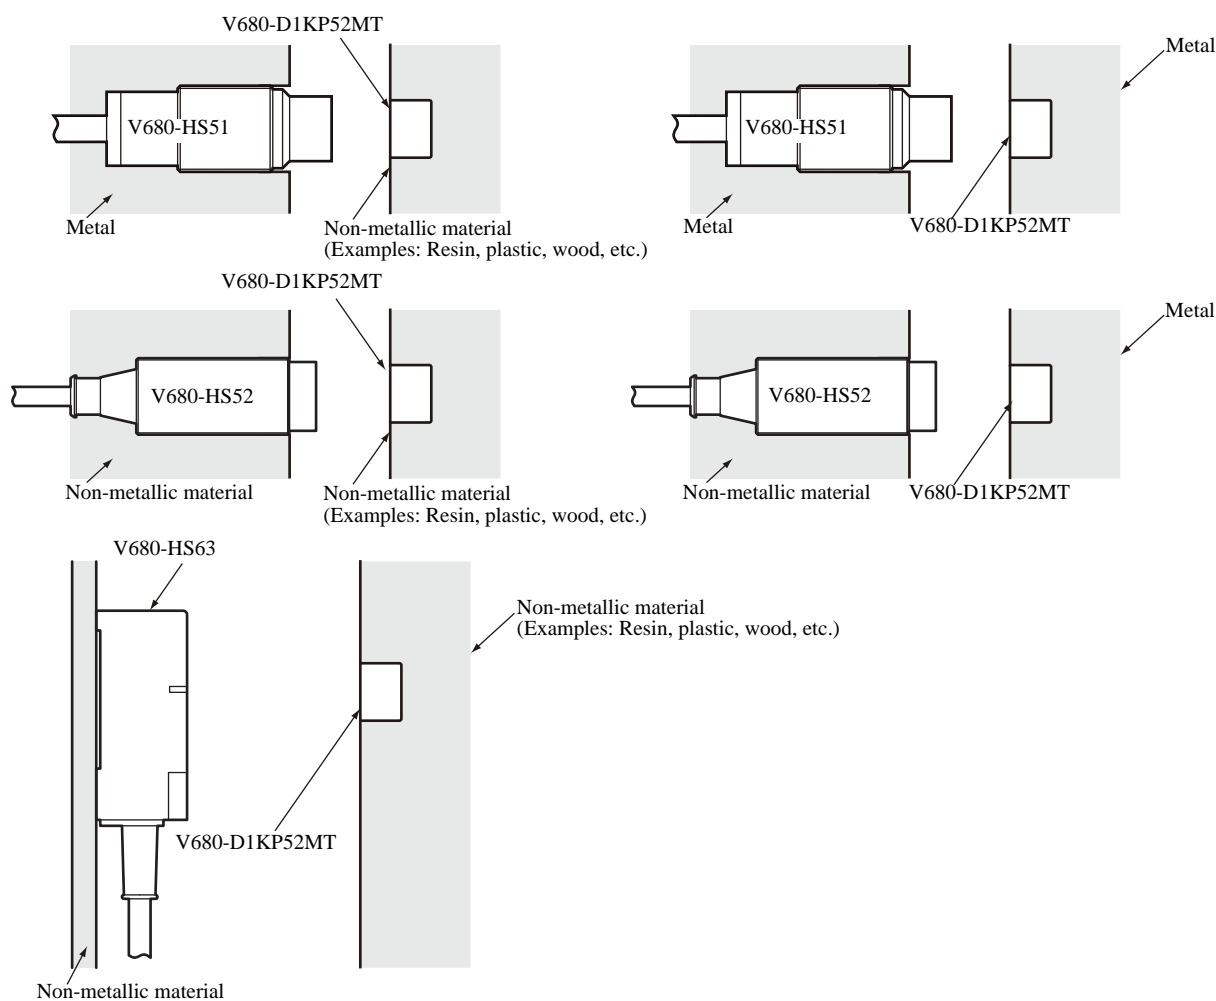 V680-D1KP52MT
Metal
V680-HS51
V680-HS51
Metal
Non-metallic material
(Examples: Resin, plastic, wood, etc.)
Metal
V680-D1KP52MT
V680-D1KP52MT
Metal
V680-HS52
V680-HS52
Non-metallic material
Non-metallic material
(Examples: Resin, plastic, wood, etc.)
Non-metallic material
V680-D1KP52MT
V680-HS63
Non-metallic material
(Examples: Resin, plastic, wood, etc.)
V680-D1KP52MT
Non-metallic material